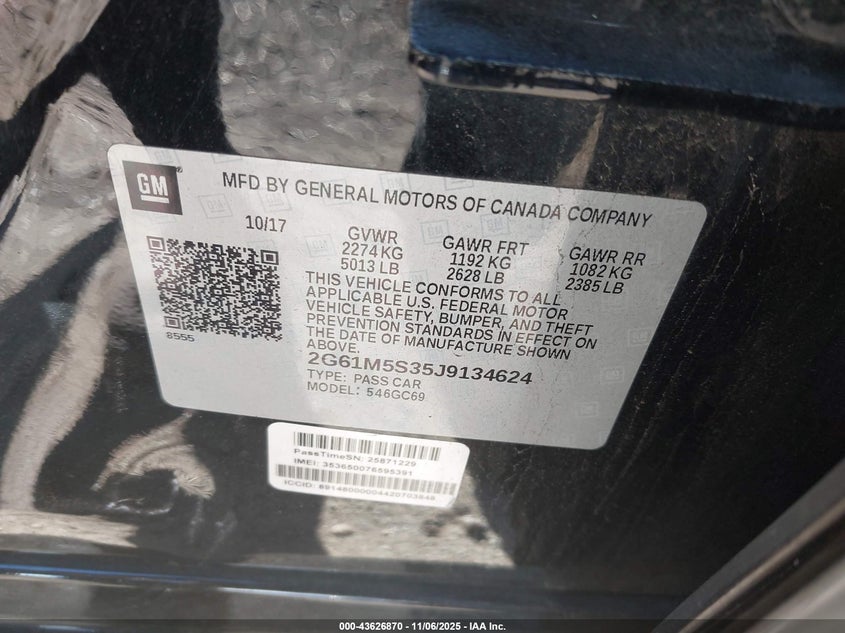 GM
MFD BY GENERAL MOTORS OF CANADA COMPANY
10/17
GVWR
2274 KG
5013 LB
GAWR FRT
1192 KG
2628 LB
GAWR RR
1082 KG
2385 LB
THIS VEHICLE CONFORMS TO ALL
APPLICABLE U.S. FEDERAL MOTOR
VEHICLE SAFETY, BUMPER, AND THEFT
PREVENTION STANDARDS IN EFFECT ON
THE DATE OF MANUFACTURE SHOWN
ABOVE.
8555
2G61M5S35J9134624
TYPE: PASS CAR
MODEL: 546GC69
PassTimeSN: 25871229
IMEI: 353650076595391
ICCID: 89148000004420703848
000-43626870 - 11/06/2025 - IAA Inc.